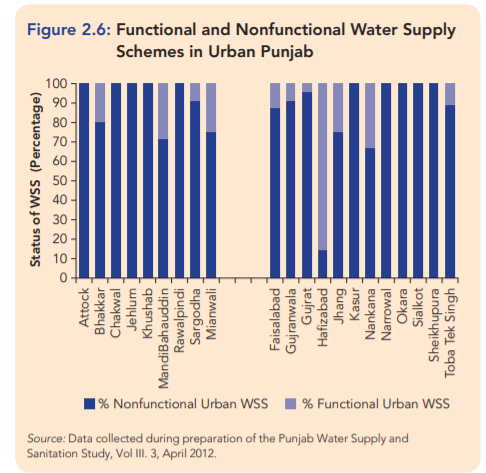 Figure 2.6: Functional and Nonfunctional Water Supply
Schemes in Urban Punjab
Status of WSS (Percentage)
100
90
80
70
60
50
40
30
20
10
0
Attock
Bhakkar
Chakwal
Jehlum
Khushab
MandiBahauddin
Rawalpindi
Sargodha
Mianwali
Faisalabad
Gujranwala
Gujrat
Hafizabad
Jhang
Kasur
Nankana
Narrowal
Okara
Sialkot
Sheikhupura
Toba Tek Singh
% Nonfunctional Urban WSS % Functional Urban WSS
Source: Data collected during preparation of the Punjab Water Supply and
Sanitation Study, Vol III. 3, April 2012.